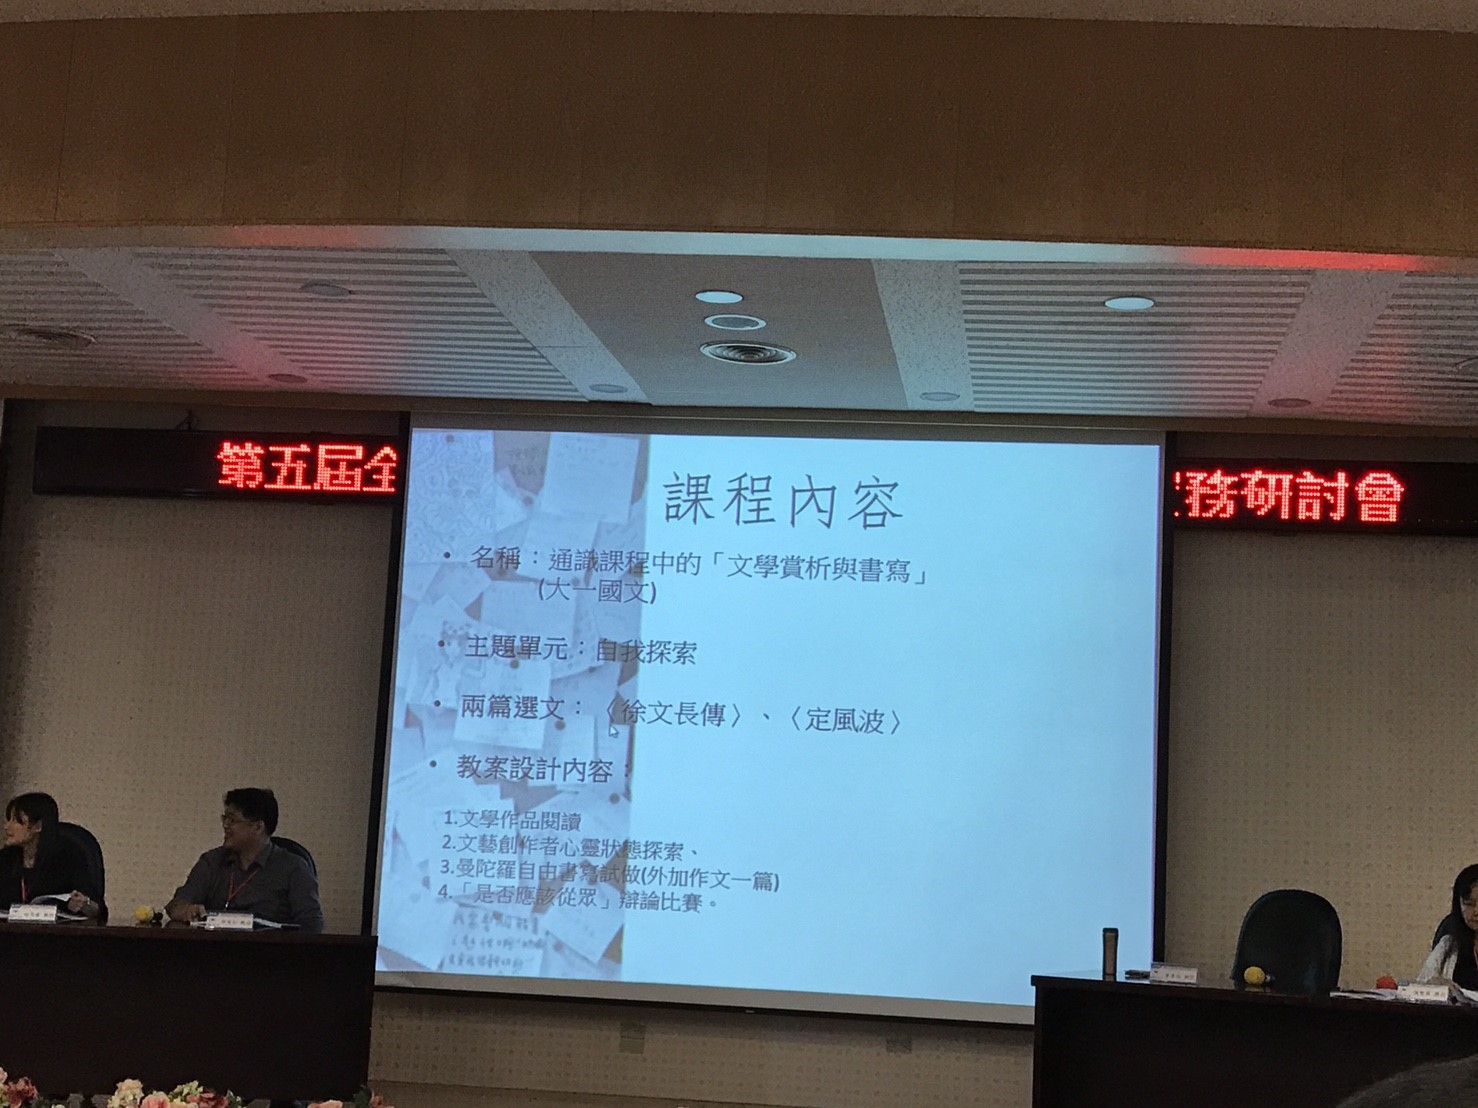 第五屆全
務研討會
課程內容
• 名稱：通識課程中的「文學賞析與書寫」
(大一國文)
• 主題單元：自我探索
• 兩篇選文：〈徐文長傳〉、〈定風波〉
• 教案設計內容：
1.文學作品閱讀
2.文藝創作者心靈狀態探索、
3.曼陀羅自由書寫試做(外加作文一篇)
4.「是否應該從眾」辯論比賽。